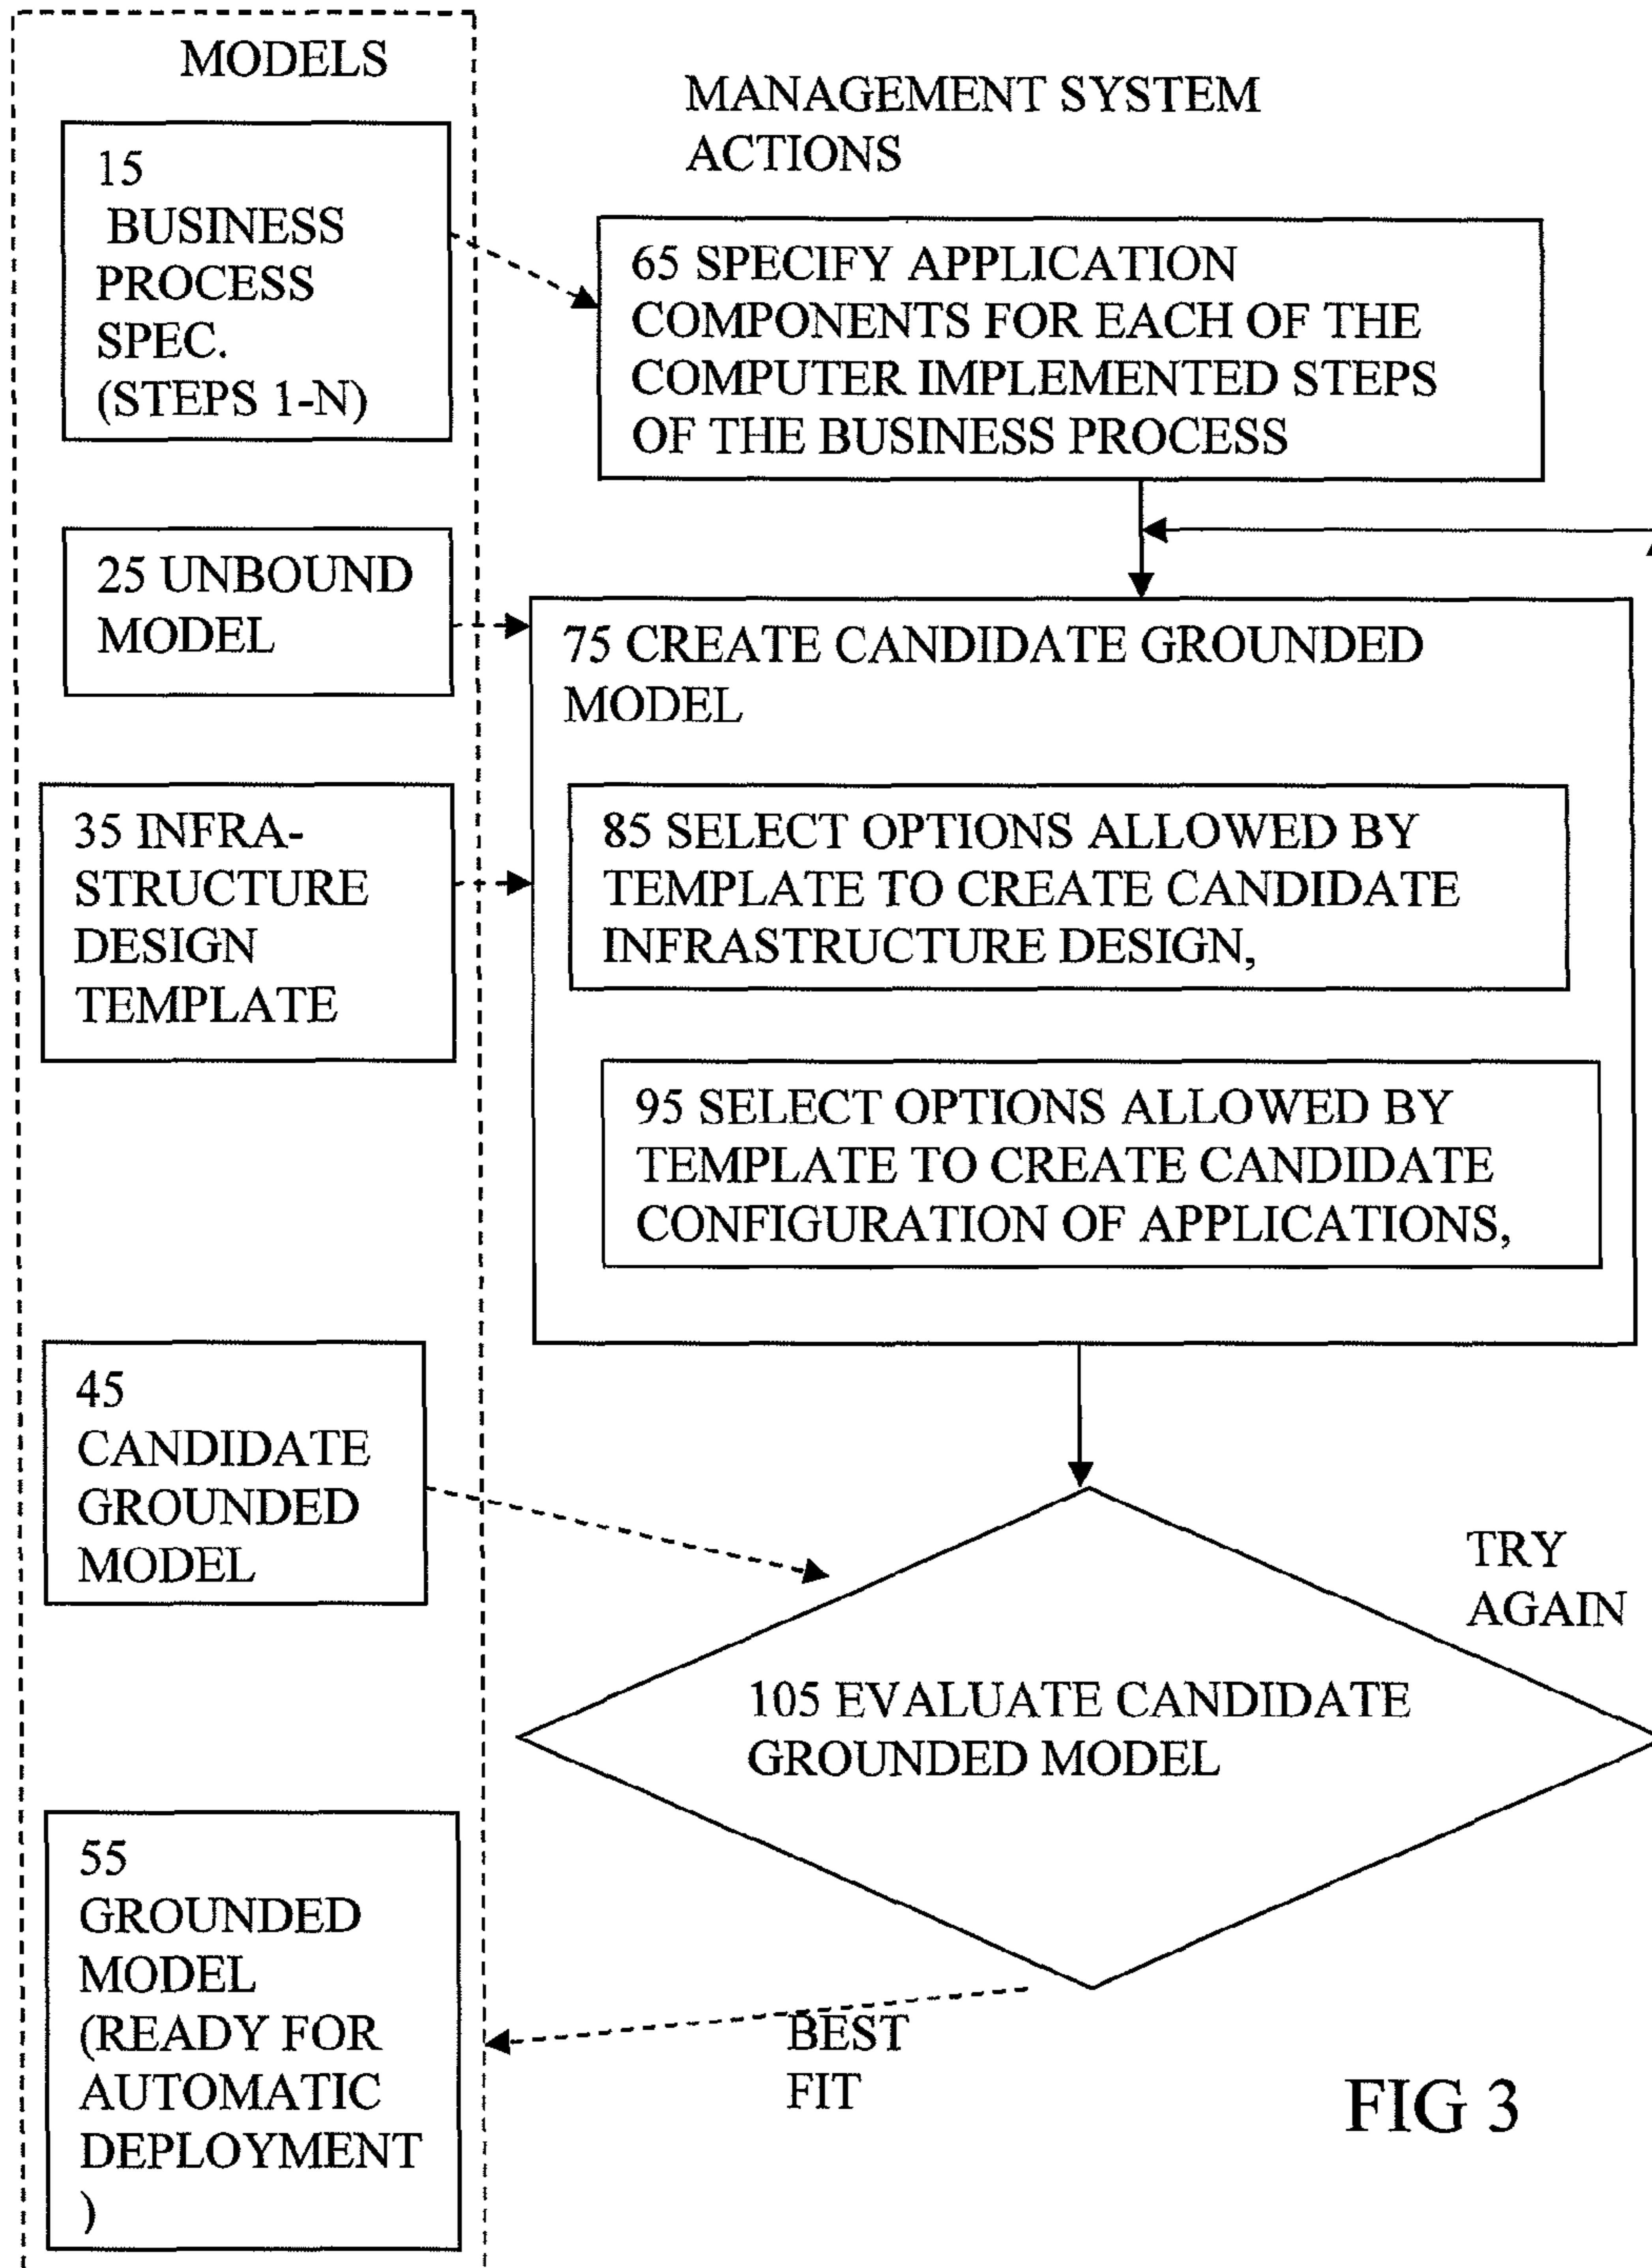 MODELS
15
BUSINESS
PROCESS
SPEC.
(STEPS 1-N)
25 UNBOUND
MODEL
35 INFRA-
STRUCTURE
DESIGN
TEMPLATE
45
CANDIDATE
GROUNDED
MODEL
55
GROUNDED
MODEL
(READY FOR
AUTOMATIC
DEPLOYMENT
)
MANAGEMENT SYSTEM
ACTIONS
65 SPECIFY APPLICATION
COMPONENTS FOR EACH OF THE
COMPUTER IMPLEMENTED STEPS
OF THE BUSINESS PROCESS
75 CREATE CANDIDATE GROUNDED
MODEL
85 SELECT OPTIONS ALLOWED BY
TEMPLATE TO CREATE CANDIDATE
INFRASTRUCTURE DESIGN,
95 SELECT OPTIONS ALLOWED BY
TEMPLATE TO CREATE CANDIDATE
CONFIGURATION OF APPLICATIONS,
105 EVALUATE CANDIDATE
GROUNDED MODEL
TRY
AGAIN
BEST
FIT
FIG 3